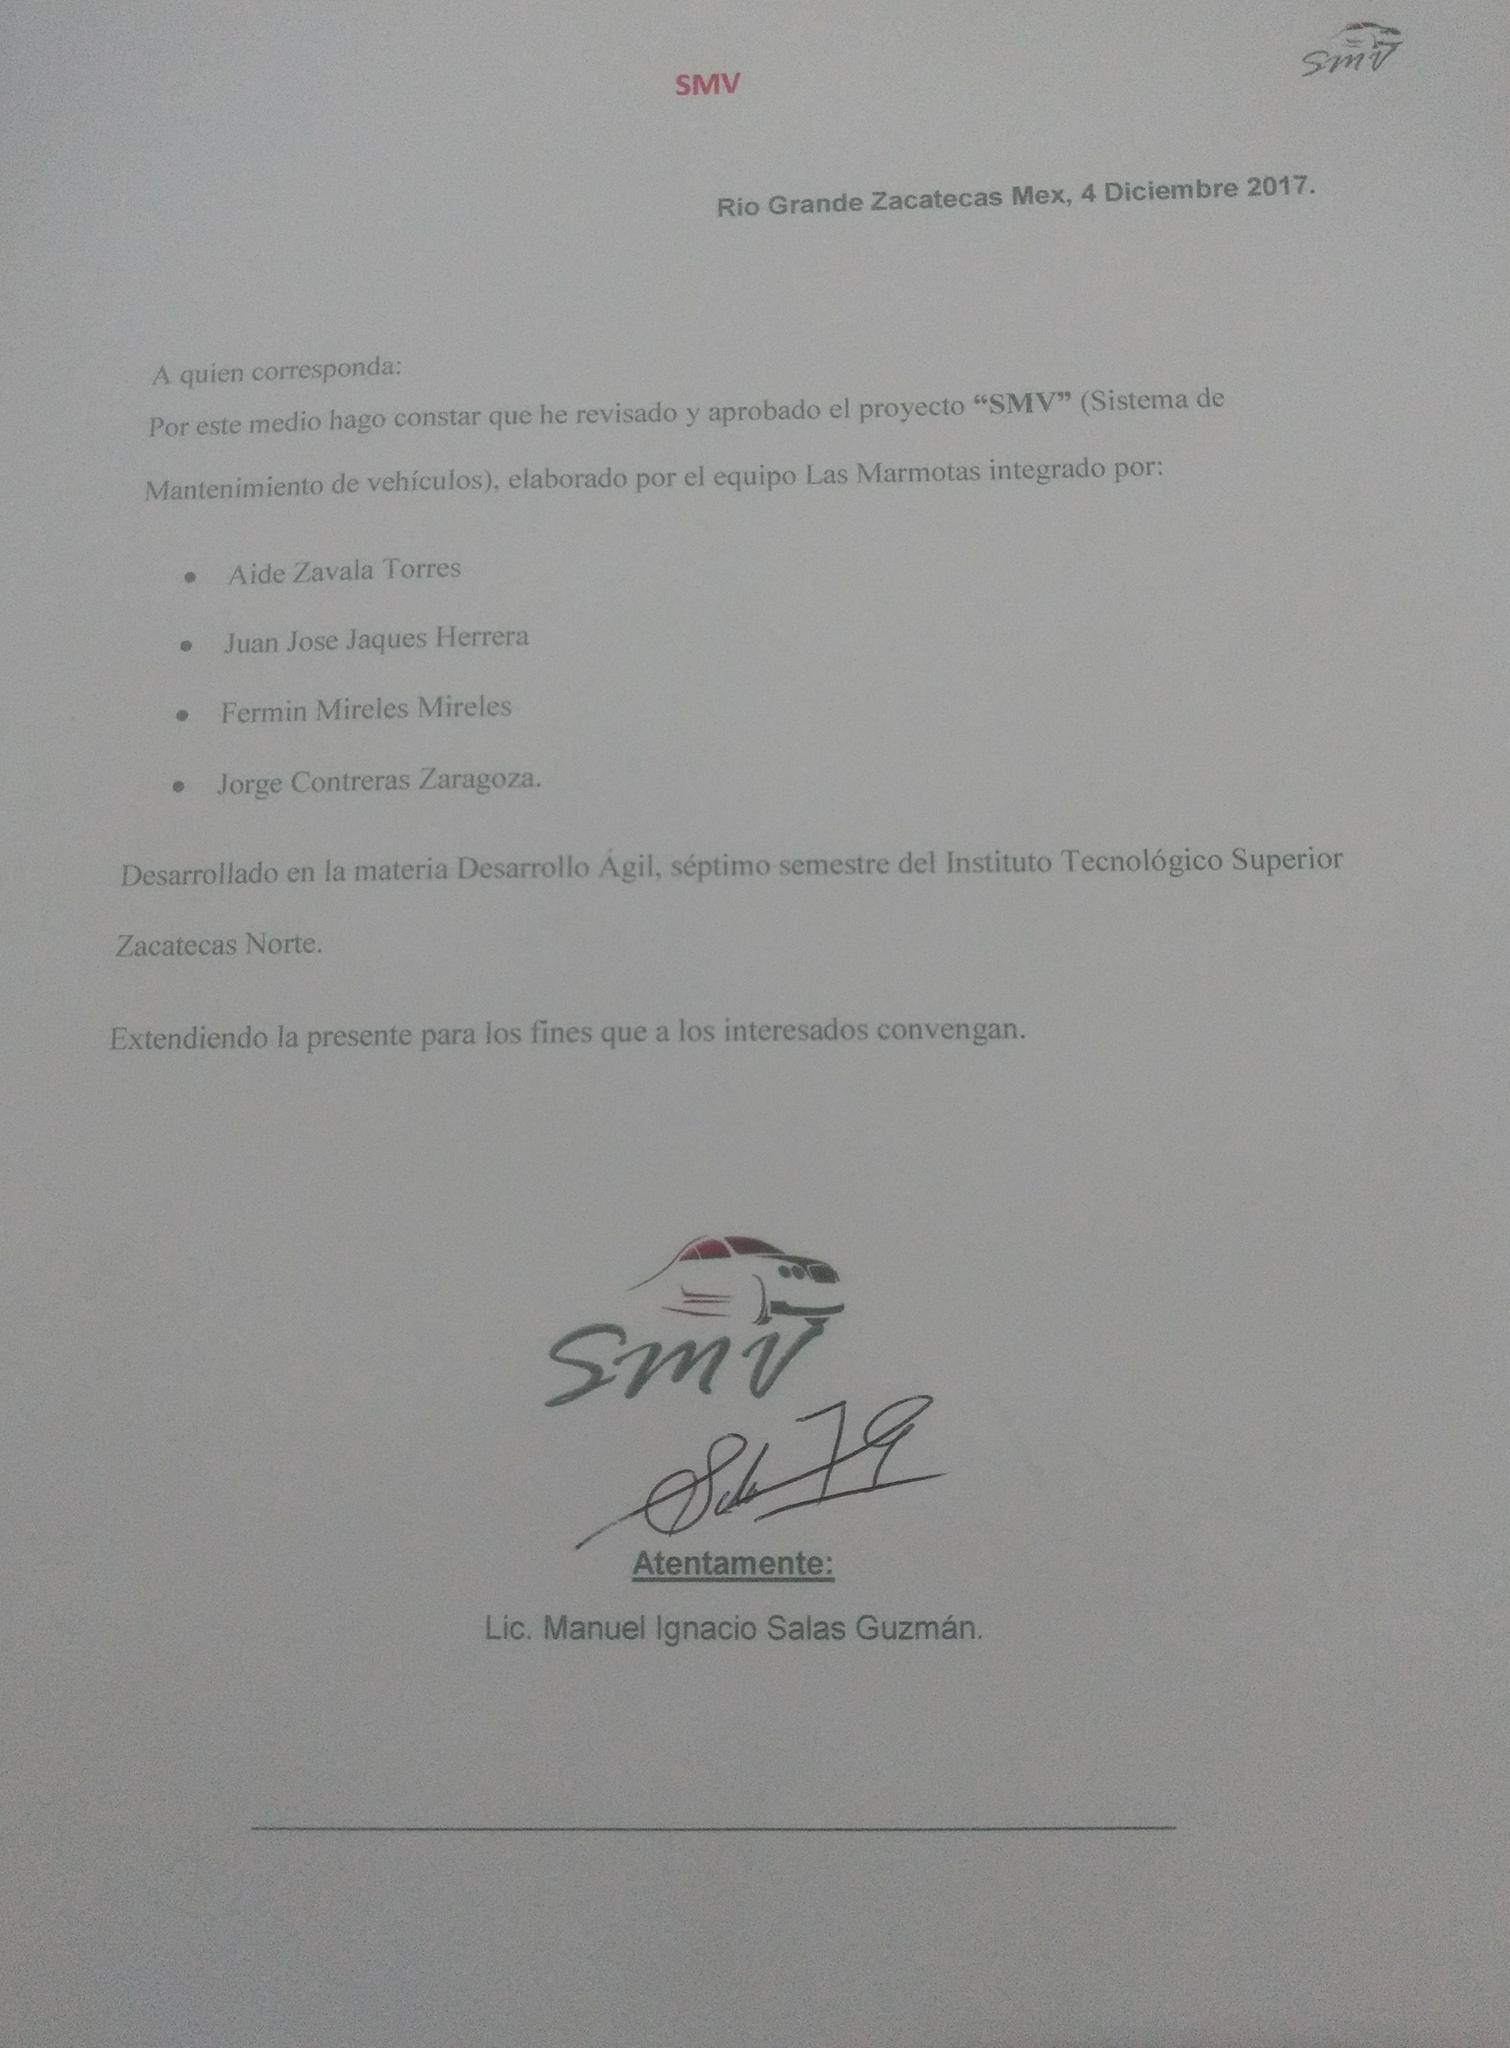 SMV
SMV
Rio Grande Zacatecas Mex, 4 Diciembre 2017.
A quien corresponda:
Por este medio hago constar que he revisado y aprobado el proyecto “SMV” (Sistema de
Mantenimiento de vehículos), elaborado por el equipo Las Marmotas integrado por:
• Aide Zavala Torres
• Juan Jose Jaques Herrera
• Fermin Mireles Mireles
• Jorge Contreras Zaragoza.
Desarrollado en la materia Desarrollo Ágil, séptimo semestre del Instituto Tecnológico Superior
Zacatecas Norte.
Extendiendo la presente para los fines que a los interesados convengan.
SMV
Atentamente:
Lic. Manuel Ignacio Salas Guzmán.